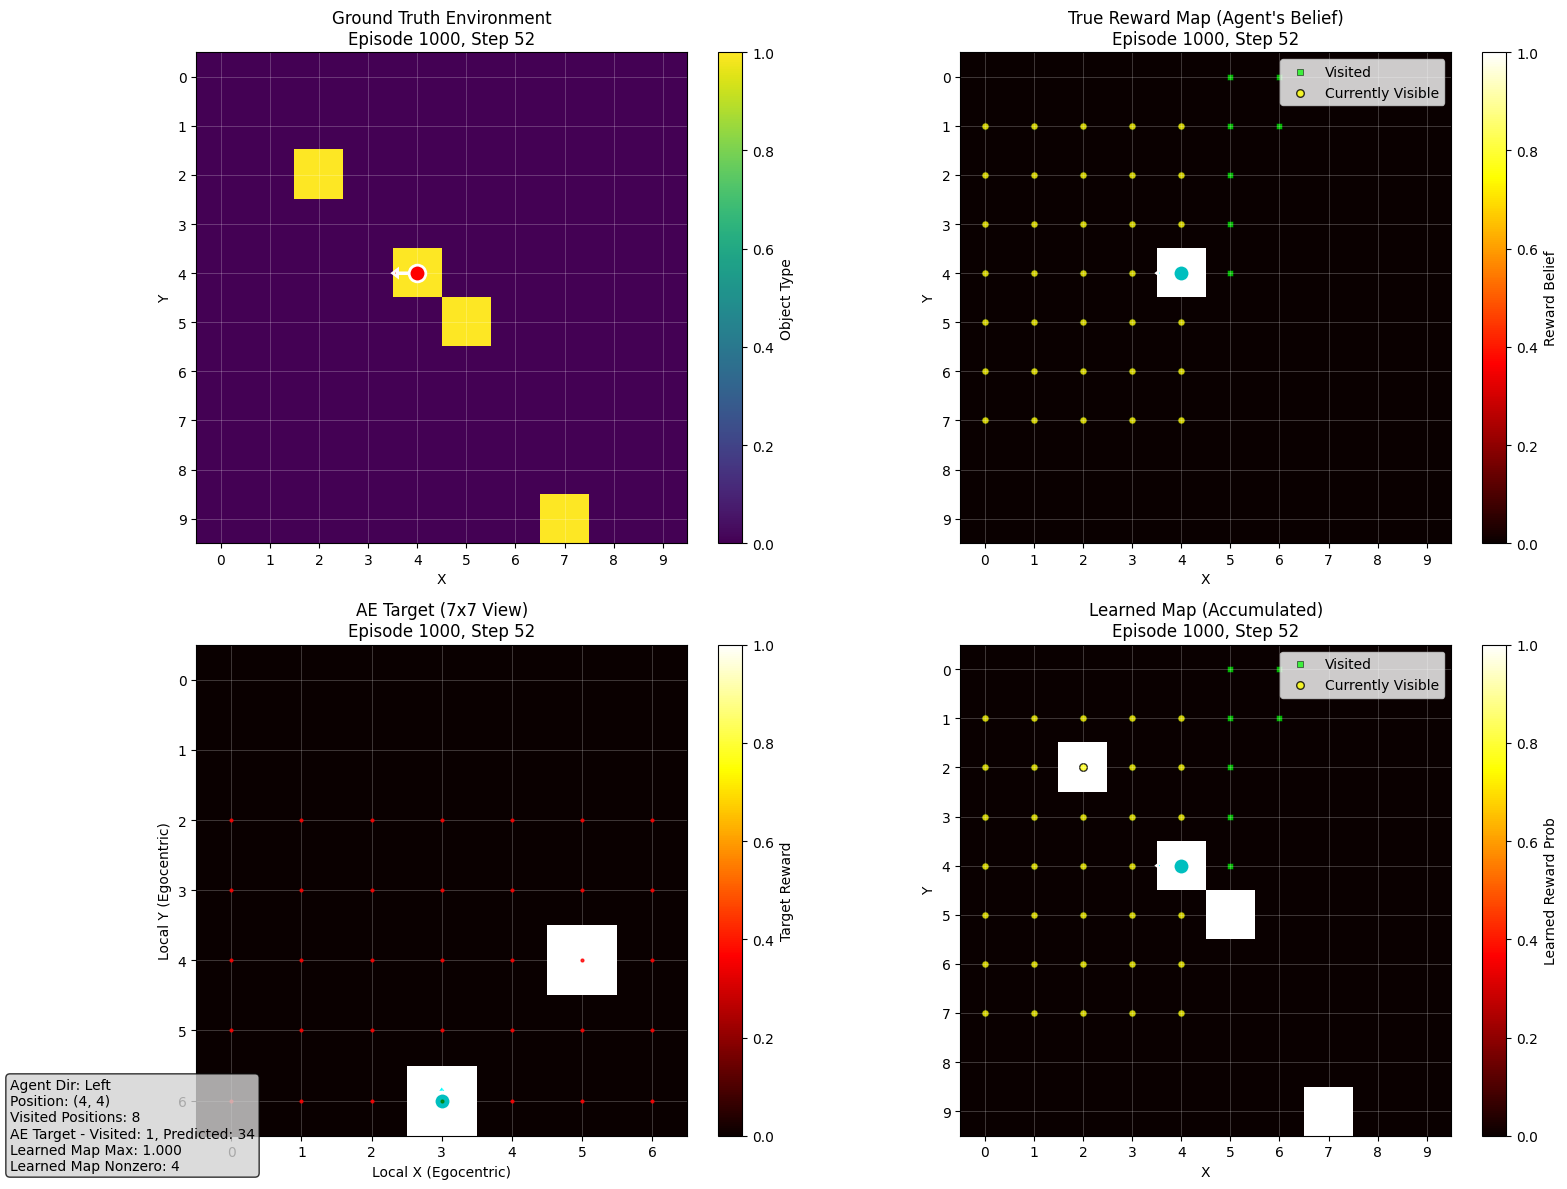 Ground Truth Environment
Episode 1000, Step 52
0
1
2
3
4
5
6
7
8
9
Y
0 1 2 3 4 5 6 7 8 9
X
1.0
0.8
0.6
0.4
0.2
0.0
Object Type
True Reward Map (Agent's Belief)
Episode 1000, Step 52
Visited
Currently Visible
0
1
2
3
4
5
6
7
8
9
Y
0 1 2 3 4 5 6 7 8 9
X
1.0
0.8
0.6
0.4
0.2
0.0
Reward Belief
AE Target (7x7 View)
Episode 1000, Step 52
0
1
2
3
4
5
6
Local Y (Egocentric)
0 1 2 3 4 5 6
Local X (Egocentric)
1.0
0.8
0.6
0.4
0.2
0.0
Target Reward
Agent Dir: Left
Position: (4, 4)
Visited Positions: 8
AE Target - Visited: 1, Predicted: 34
Learned Map Max: 1.000
Learned Map Nonzero: 4
Learned Map (Accumulated)
Episode 1000, Step 52
Visited
Currently Visible
0
1
2
3
4
5
6
7
8
9
Y
0 1 2 3 4 5 6 7 8 9
X
1.0
0.8
0.6
0.4
0.2
0.0
Learned Reward Prob